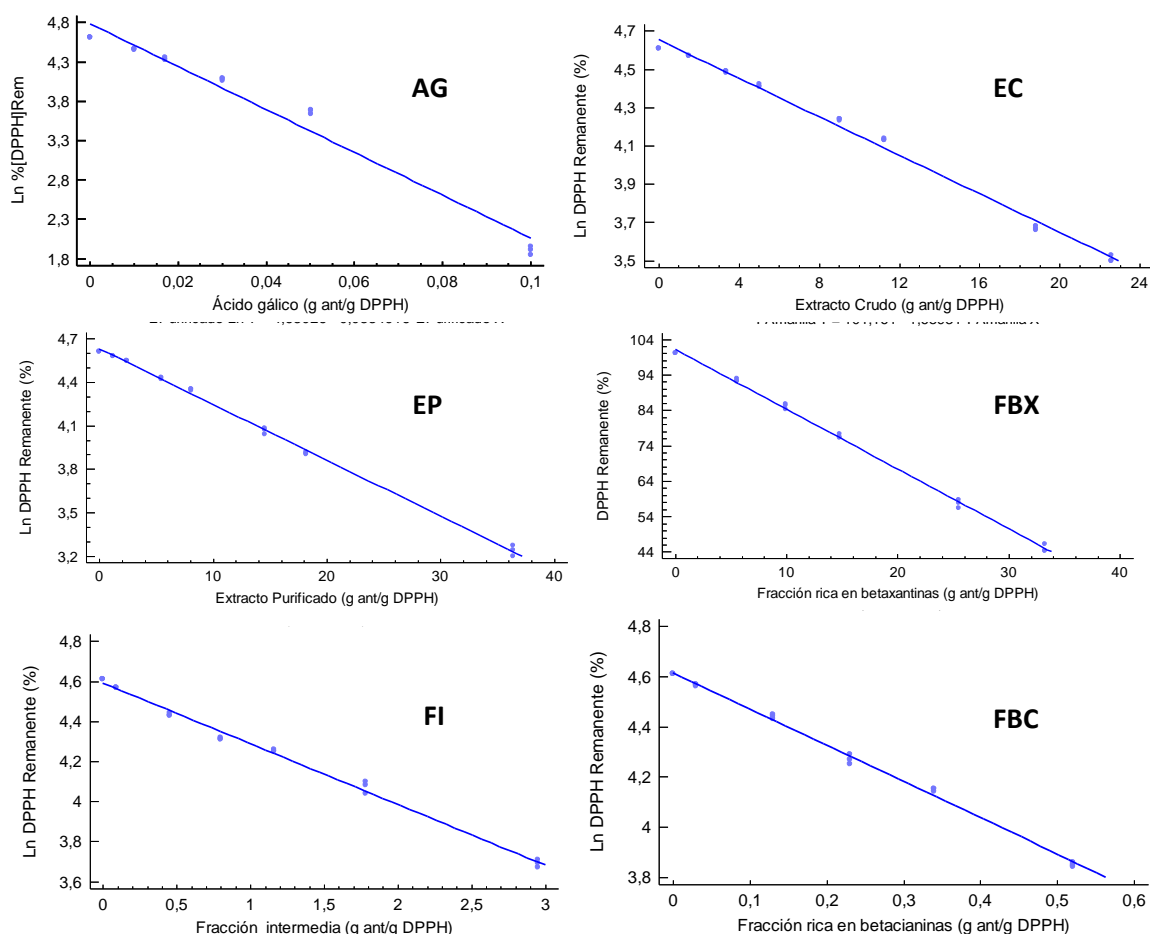 4,8
4,3
3,8
3,3
2,8
2,3
1,8
Ln %[DPPH]Rem
AG
0 0,02 0,04 0,06 0,08 0,1
Ácido gálico (g ant/g DPPH)
4,7
4,5
4,3
4,1
3,9
3,7
3,5
Ln DPPH Remanente (%)
EC
0 4 8 12 16 20 24
Extracto Crudo (g ant/g DPPH)
4,7
4,4
4,1
3,8
3,5
3,2
Ln DPPH Remanente (%)
EP
0 10 20 30 40
Extracto Purificado (g ant/g DPPH)
104
94
84
74
64
54
44
DPPH Remanente (%)
FBX
0 10 20 30 40
Fracción rica en betaxantinas (g ant/g DPPH)
4,8
4,6
4,4
4,2
4
3,8
3,6
Ln DPPH Remanente (%)
FI
0 0,5 1 1,5 2 2,5 3
Fracción intermedia (g ant/g DPPH)
4,8
4,6
4,4
4,2
4
3,8
Ln DPPH Remanente (%)
FBC
0 0,1 0,2 0,3 0,4 0,5 0,6
Fracción rica en betacianinas (g ant/g DPPH)